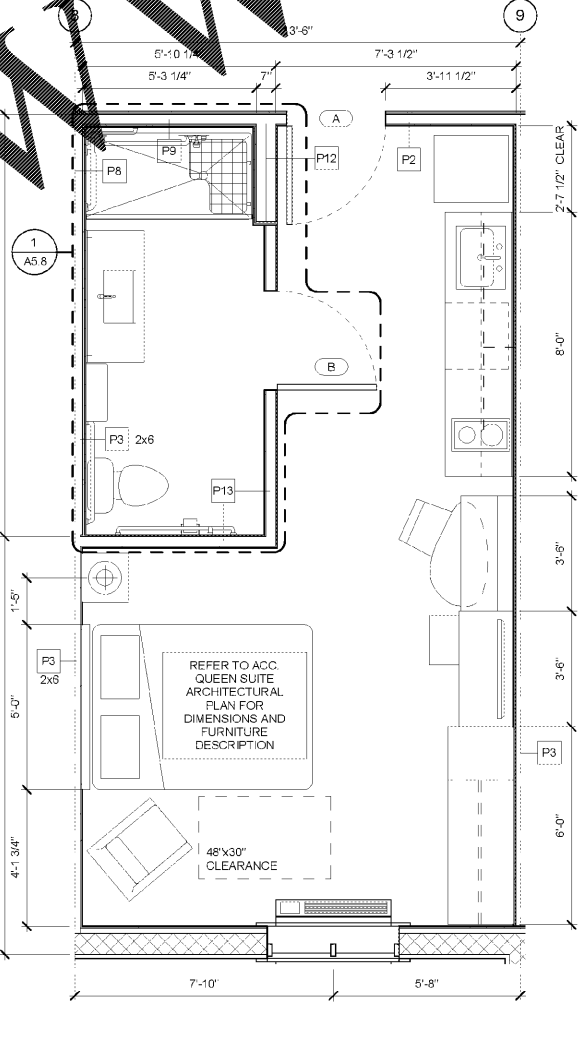 9
3'-6"
5'-10 1/4"
7'-3 1/2"
5'-3 1/4"
7"
3'-11 1/2"
A
P9
P12
P2
P8
2'-7 1/2" CLEAR
1
A5.8
8'-0"
B
P3 2x6
P13
3'-6"
1'-5"
P3
2x6
REFER TO ACC.
QUEEN SUITE
ARCHITECTURAL
PLAN FOR
DIMENSIONS AND
FURNITURE
DESCRIPTION
3'-6"
5'-0"
P3
6'-0"
4'-1 3/4"
48"x30"
CLEARANCE
7'-10"
5'-8"